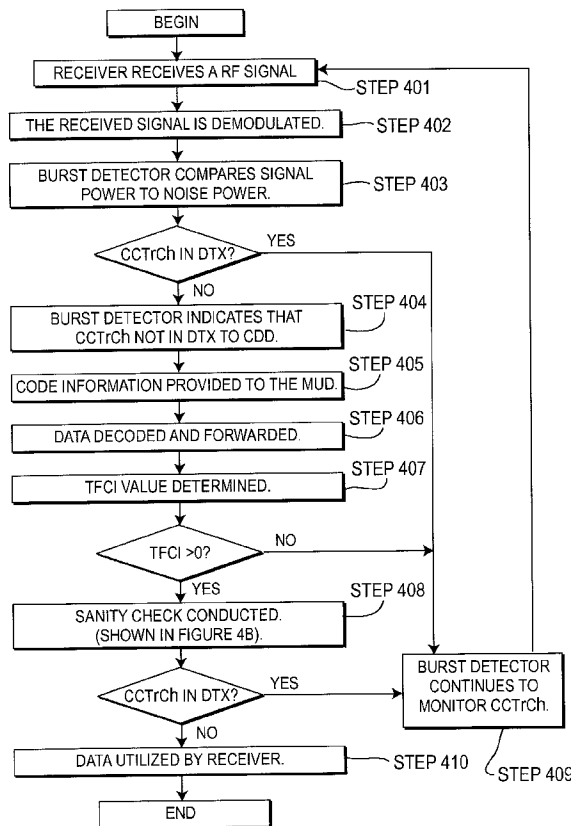 BEGIN
RECEIVER RECEIVES A RF SIGNAL
STEP 401
THE RECEIVED SIGNAL IS DEMODULATED.
STEP 402
BURST DETECTOR COMPARES SIGNAL
POWER TO NOISE POWER.
STEP 403
CCTrCh IN DTX?
YES
NO
BURST DETECTOR INDICATES THAT
CCTrCh NOT IN DTX TO CDD.
STEP 404
CODE INFORMATION PROVIDED TO THE MUD.
STEP 405
DATA DECODED AND FORWARDED.
STEP 406
TFCI VALUE DETERMINED.
STEP 407
TFCI >0?
NO
YES
SANITY CHECK CONDUCTED.
(SHOWN IN FIGURE 4B).
STEP 408
CCTrCh IN DTX?
YES
NO
BURST DETECTOR
CONTINUES TO
MONITOR CCTrCh.
STEP 409
DATA UTILIZED BY RECEIVER.
STEP 410
END